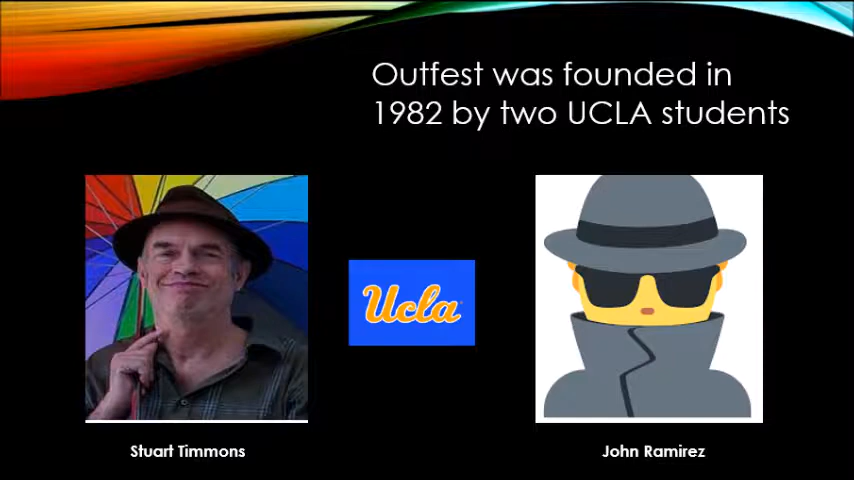 Outfest was founded in
1982 by two UCLA students
Ucla
Stuart Timmons
John Ramirez